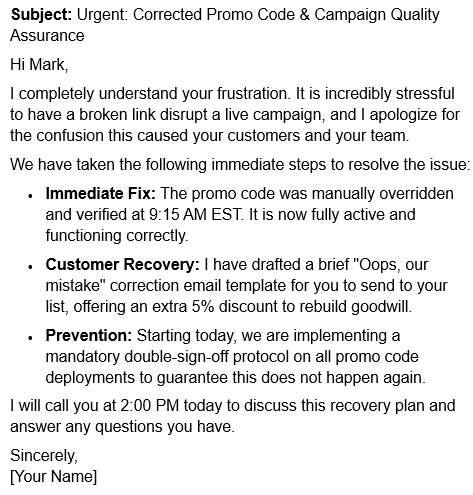 Subject: Urgent: Corrected Promo Code & Campaign Quality
Assurance
Hi Mark,
I completely understand your frustration. It is incredibly stressful
to have a broken link disrupt a live campaign, and I apologize for
the confusion this caused your customers and your team.
We have taken the following immediate steps to resolve the issue:
• Immediate Fix: The promo code was manually overridden
and verified at 9:15 AM EST. It is now fully active and
functioning correctly.
• Customer Recovery: I have drafted a brief "Oops, our
mistake" correction email template for you to send to your
list, offering an extra 5% discount to rebuild goodwill.
• Prevention: Starting today, we are implementing a
mandatory double-sign-off protocol on all promo code
deployments to guarantee this does not happen again.
I will call you at 2:00 PM today to discuss this recovery plan and
answer any questions you have.
Sincerely,
[Your Name]